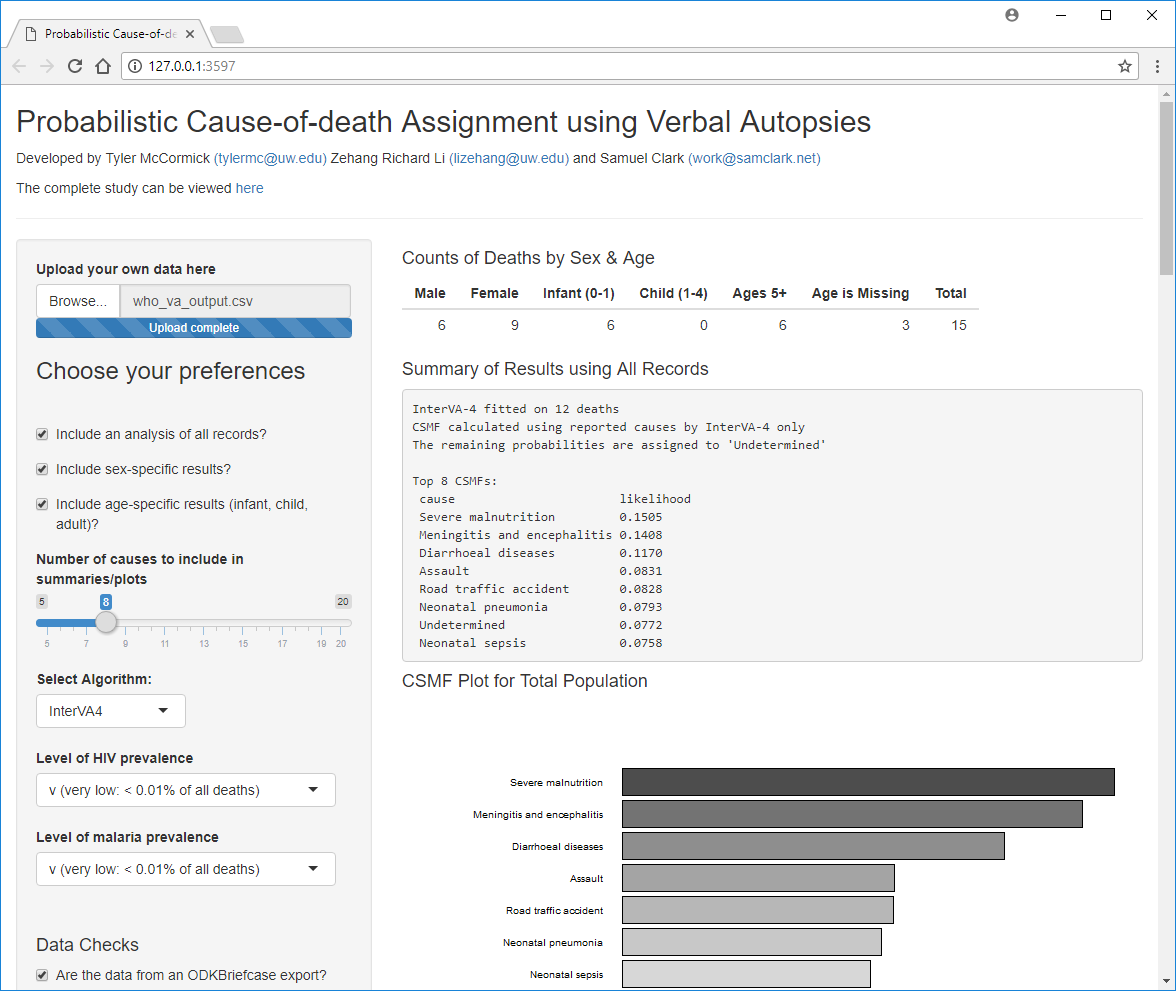 Probabilistic Cause-of-de
127.0.0.1:3597
Probabilistic Cause-of-death Assignment using Verbal Autopsies
Developed by Tyler McCormick (tylermc@uw.edu) Zehang Richard Li (lizehang@uw.edu) and Samuel Clark (work@samclark.net)
The complete study can be viewed here
Upload your own data here
Browse... who_va_output.csv
Upload complete
Choose your preferences
Include an analysis of all records?
Include sex-specific results?
Include age-specific results (infant, child,
adult)?
Number of causes to include in
summaries/plots
5 8 20
5 7 9 11 13 15 17 19 20
Select Algorithm:
InterVA4
Level of HIV prevalence
v (very low: < 0.01% of all deaths)
Level of malaria prevalence
v (very low: < 0.01% of all deaths)
Data Checks
Are the data from an ODKBriefcase export?
Counts of Deaths by Sex & Age
Male Female Infant (0-1) Child (1-4) Ages 5+ Age is Missing Total
6 9 6 0 6 3 15
Summary of Results using All Records
InterVA-4 fitted on 12 deaths
CSMF calculated using reported causes by InterVA-4 only
The remaining probabilities are assigned to 'Undetermined'
Top 8 CSMFs:
cause likelihood
Severe malnutrition 0.1505
Meningitis and encephalitis 0.1408
Diarrhoeal diseases 0.1170
Assault 0.0831
Road traffic accident 0.0828
Neonatal pneumonia 0.0793
Undetermined 0.0772
Neonatal sepsis 0.0758
CSMF Plot for Total Population
Severe malnutrition
Meningitis and encephalitis
Diarrhoeal diseases
Assault
Road traffic accident
Neonatal pneumonia
Neonatal sepsis